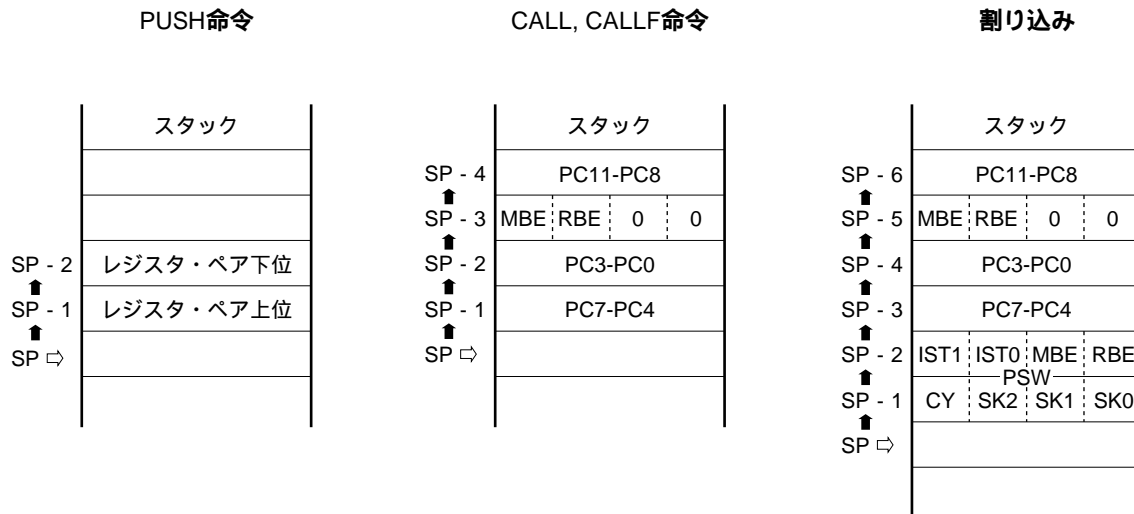 PUSH命令
スタック
SP - 2 レジスタ・ペア下位
SP - 1 レジスタ・ペア上位
SP
CALL, CALLF命令
スタック
SP - 4 PC11-PC8
SP - 3 MBE RBE 0 0
SP - 2 PC3-PC0
SP - 1 PC7-PC4
SP
割り込み
スタック
SP - 6 PC11-PC8
SP - 5 MBE RBE 0 0
SP - 4 PC3-PC0
SP - 3 PC7-PC4
SP - 2 IST1 IST0 MBE RBE
PSW
SP - 1 CY SK2 SK1 SK0
SP